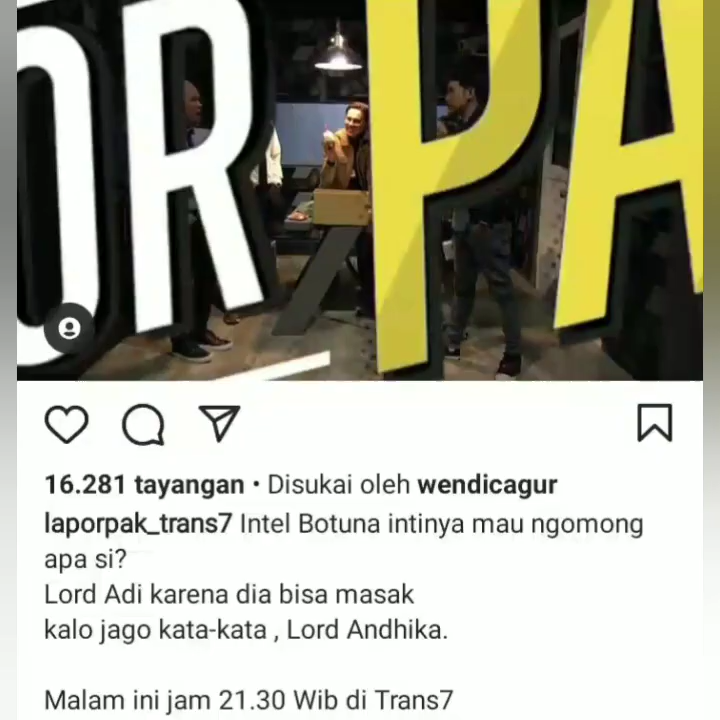 OR PA
16.281 tayangan • Disukai oleh wendicagur
laporpak_trans7 Intel Botuna intinya mau ngomong
apa si?
Lord Adi karena dia bisa masak
kalo jago kata-kata , Lord Andhika.
Malam ini jam 21.30 Wib di Trans7